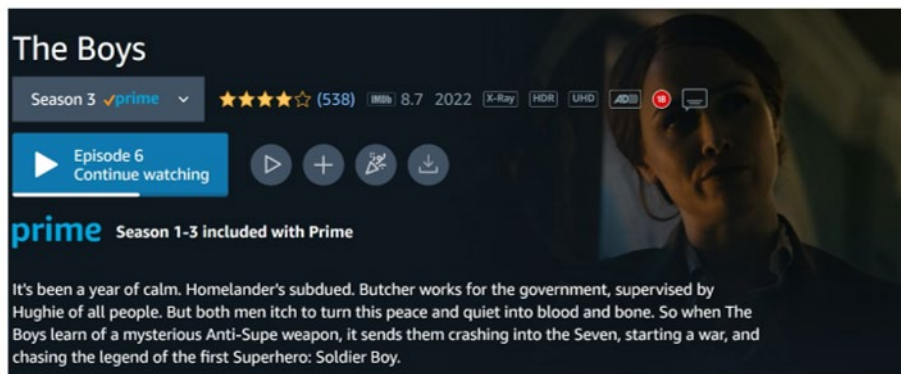 The Boys
Season 3 prime (538) IMDb 8.7 2022 X-Ray HDR UHD AD 18
Episode 6
Continue watching
prime Season 1-3 included with Prime
It's been a year of calm. Homelander's subdued. Butcher works for the government, supervised by
Hughie of all people. But both men itch to turn this peace and quiet into blood and bone. So when The
Boys learn of a mysterious Anti-Supe weapon, it sends them crashing into the Seven, starting a war, and
chasing the legend of the first Superhero: Soldier Boy.